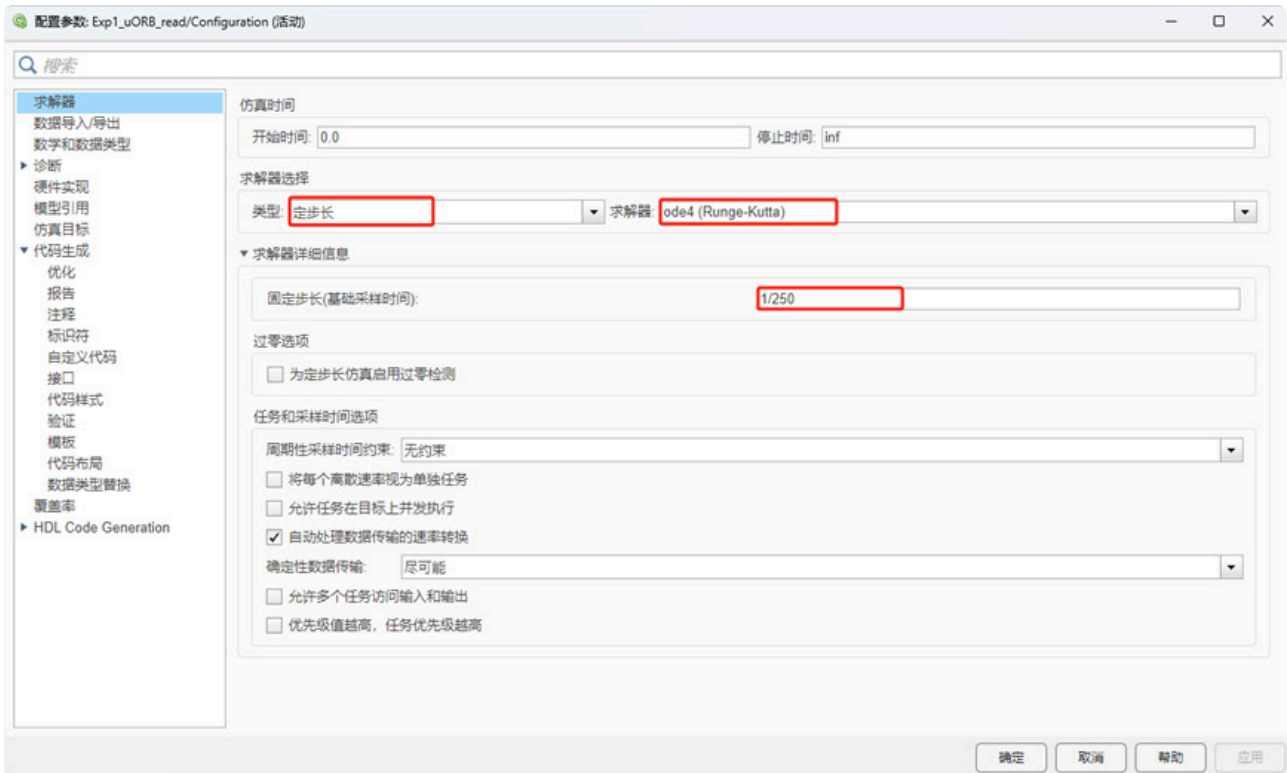 配置参数: Exp1_uORB_read/Configuration (活动)
搜索
求解器
数据导入/导出
数学和数据类型
诊断
硬件实现
模型引用
仿真目标
代码生成
优化
报告
注释
标识符
自定义代码
接口
代码样式
验证
模板
代码布局
数据类型替换
覆盖率
HDL Code Generation
仿真时间
开始时间: 0.0 停止时间: inf
求解器选择
类型: 定步长 求解器: ode4 (Runge-Kutta)
求解器详细信息
固定步长(基础采样时间): 1/250
过零选项
为定步长仿真启用过零检测
任务和采样时间选项
周期性采样时间约束: 无约束
将每个离散速率视为单独任务
允许任务在目标上并发执行
自动处理数据传输的速率转换
确定性数据传输: 尽可能
允许多个任务访问输入和输出
优先级值越高，任务优先级越高
确定 取消 帮助 应用